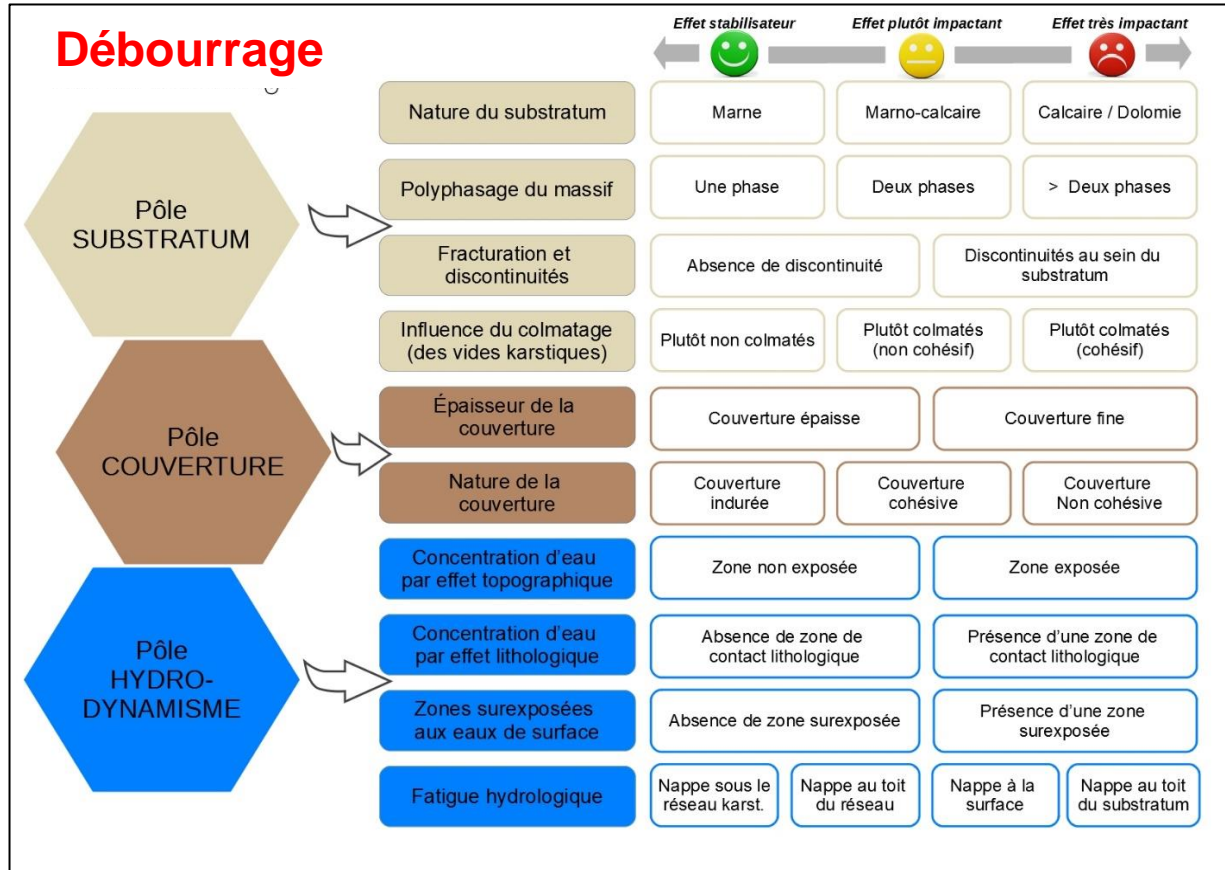 Débourrage
Effet stabilisateur
Effet plutôt impactant
Effet très impactant
Pôle
SUBSTRATUM
Nature du substratum
Marne
Marno-calcaire
Calcaire / Dolomie
Polyphasage du massif
Une phase
Deux phases
> Deux phases
Fracturation et
discontinuités
Absence de discontinuité
Discontinuités au sein du
substratum
Influence du colmatage
(des vides karstiques)
Plutôt non colmatés
Plutôt colmatés
(non cohésif)
Plutôt colmatés
(cohésif)
Pôle
COUVERTURE
Épaisseur de la
couverture
Couverture épaisse
Couverture fine
Nature de la
couverture
Couverture
indurée
Couverture
cohésive
Couverture
Non cohésive
Pôle
HYDRO-
DYNAMISME
Concentration d'eau
par effet topographique
Zone non exposée
Zone exposée
Concentration d'eau
par effet lithologique
Absence de zone de
contact lithologique
Présence d'une zone de
contact lithologique
Zones surexposées
aux eaux de surface
Absence de zone surexposée
Présence d'une zone
surexposée
Fatigue hydrologique
Nappe sous le
réseau karst.
Nappe au toit
du réseau
Nappe à la
surface
Nappe au toit
du substratum